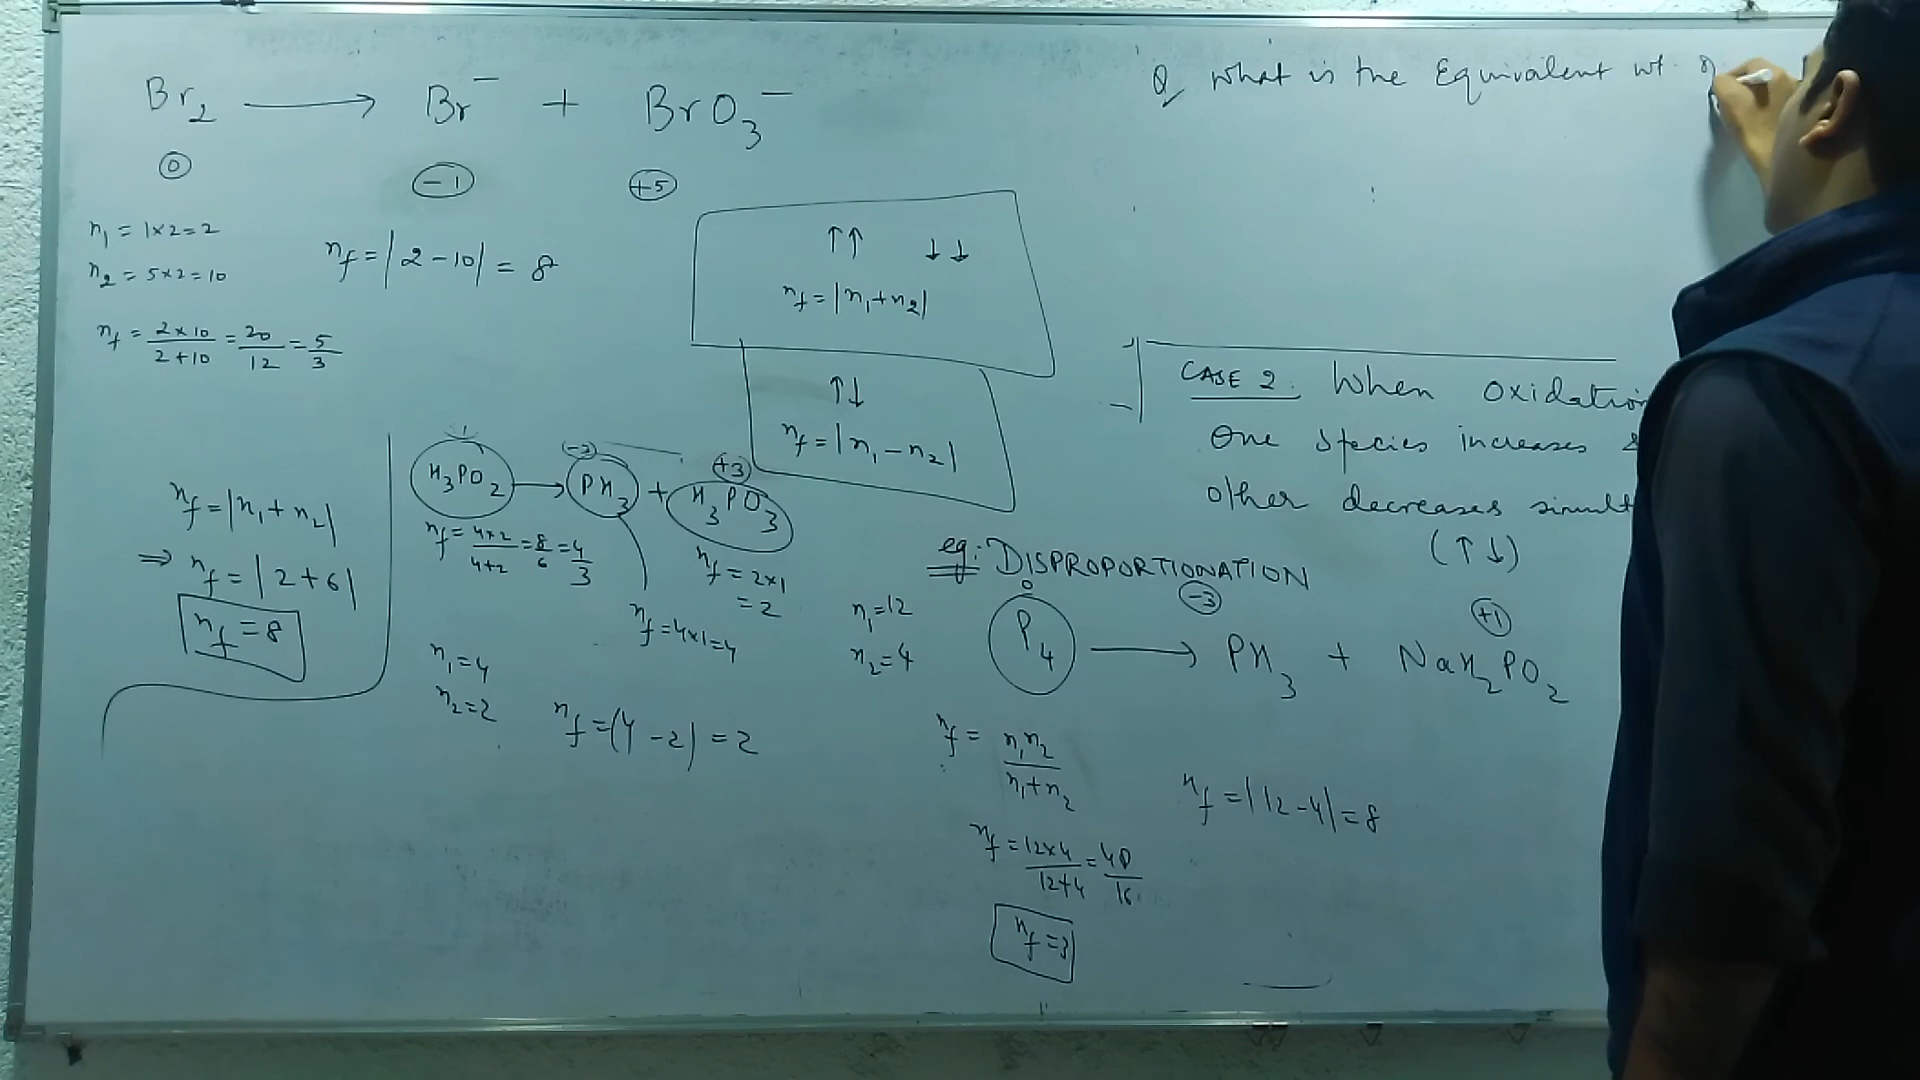 Br₂ ⟶ Br⁻ + BrO₃⁻
0 -1 +5
n₁ = 1×2=2
n₂ = 5×2=10
n_f = |2-10| = 8
n_f = 2×10/2+10 = 20/12 = 5/3
↑↑ ↓↓
n_f = |n₁+n₂|
↑↓
n_f = |n₁-n₂|
Q What is the Equivalent wt.
CASE 2. When oxidation
One species increases &
other decreases simult
(↑↓)
eg: DISPROPORTIONATION
0 -3 +1
P₄ ⟶ PH₃ + NaH₂PO₂
n₁=12
n₂=4
n_f = n₁n₂/n₁+n₂
n_f = |12-4| = 8
n_f = 12×4/12+4 = 48/16
n_f = 3
n_f = |n₁+n₂|
⇒ n_f = |2+6|
n_f = 8
1 +3
H₃PO₂ ⟶ PH₃ + H₃PO₃
n_f = 4×2/4+2 = 8/6 = 4/3
n_f = 2×1
= 2
n_f = 4×1=4
n₁=4
n₂=2
n_f = |4-2| = 2